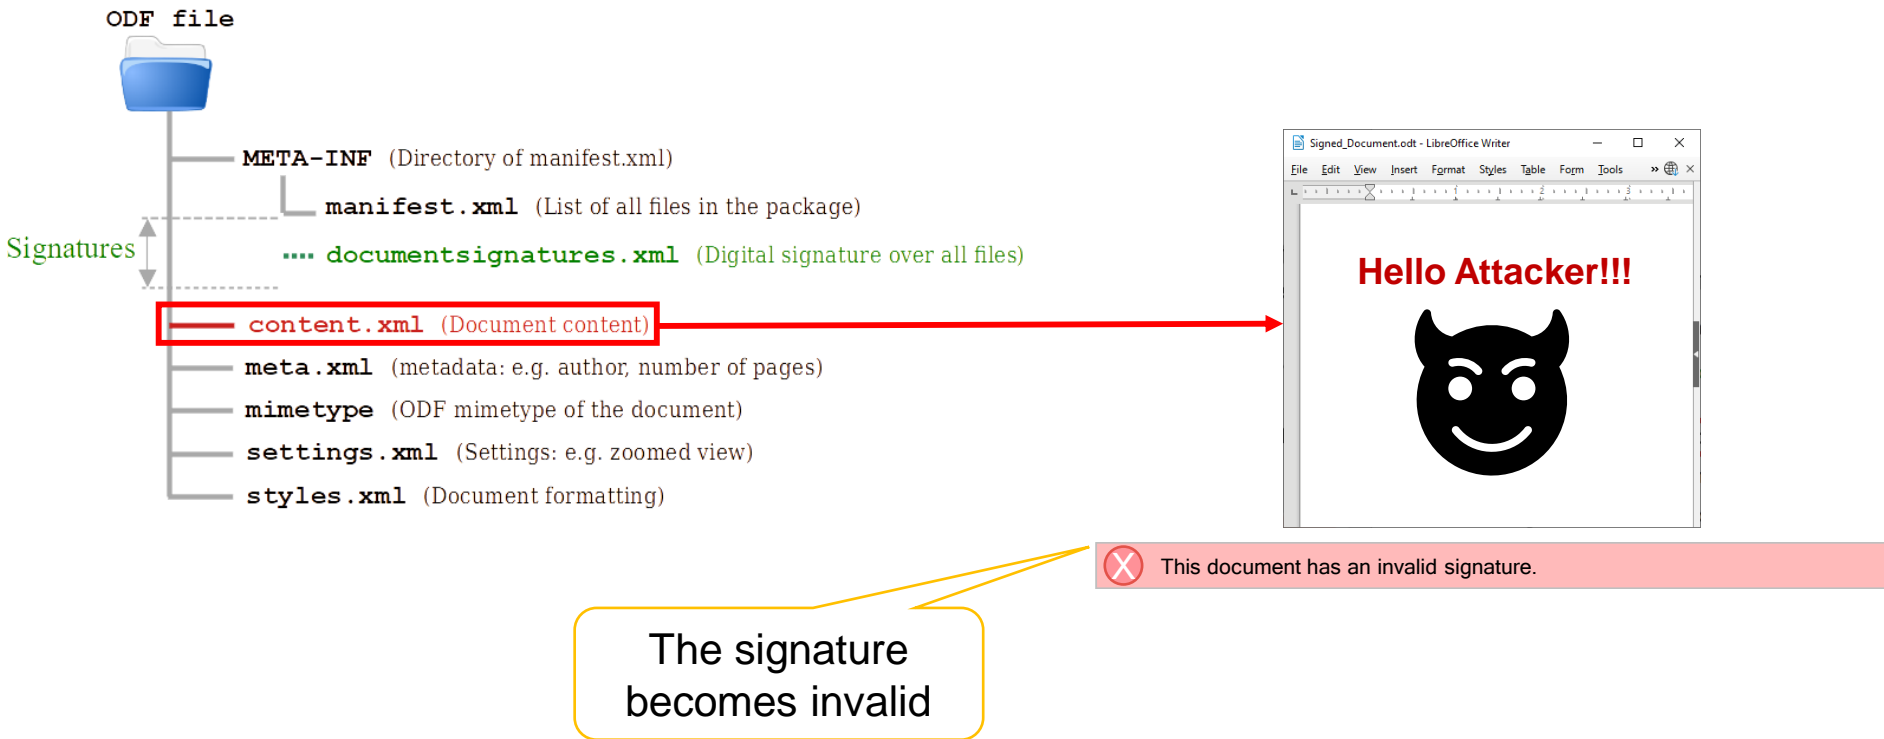 ODF file
META-INF (Directory of manifest.xml)
manifest.xml (List of all files in the package)
Signatures
documentsignatures.xml (Digital signature over all files)
content.xml (Document content)
meta.xml (metadata: e.g. author, number of pages)
mimetype (ODF mimetype of the document)
settings.xml (Settings: e.g. zoomed view)
styles.xml (Document formatting)
Signed_Document.odt - LibreOffice Writer
File Edit View Insert Format Styles Table Form Tools »
1 2 3
Hello Attacker!!!
X This document has an invalid signature.
The signature
becomes invalid